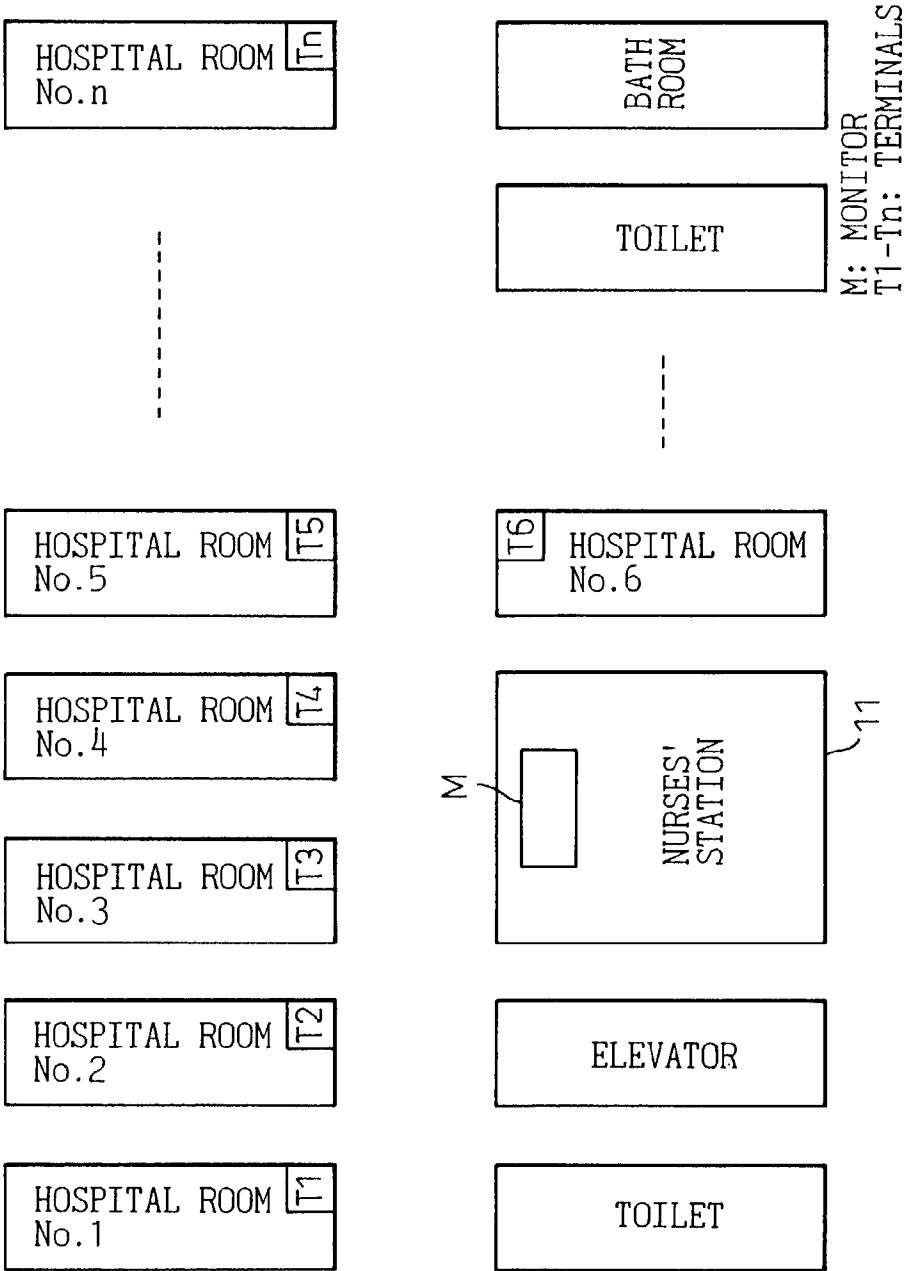 HOSPITAL ROOM
No.n
Tn
BATH
ROOM
TOILET
M: MONITOR
T1-Tn: TERMINALS
HOSPITAL ROOM
No.5
T5
T6
HOSPITAL ROOM
No.6
HOSPITAL ROOM
No.4
T4
M
NURSES'
STATION
11
HOSPITAL ROOM
No.3
T3
HOSPITAL ROOM
No.2
T2
ELEVATOR
HOSPITAL ROOM
No.1
T1
TOILET